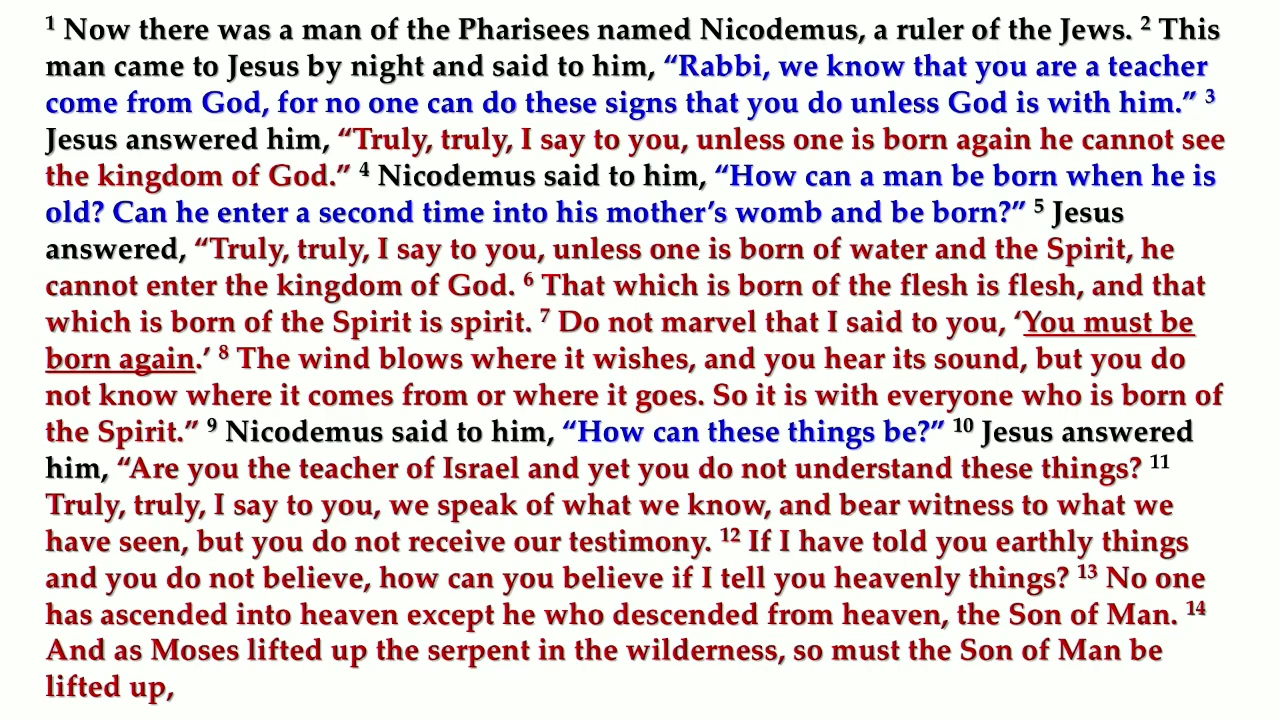 1 Now there was a man of the Pharisees named Nicodemus, a ruler of the Jews. 2 This
man came to Jesus by night and said to him, “Rabbi, we know that you are a teacher
come from God, for no one can do these signs that you do unless God is with him.” 3
Jesus answered him, “Truly, truly, I say to you, unless one is born again he cannot see
the kingdom of God.” 4 Nicodemus said to him, “How can a man be born when he is
old? Can he enter a second time into his mother’s womb and be born?” 5 Jesus
answered, “Truly, truly, I say to you, unless one is born of water and the Spirit, he
cannot enter the kingdom of God. 6 That which is born of the flesh is flesh, and that
which is born of the Spirit is spirit. 7 Do not marvel that I said to you, ‘You must be
born again.’ 8 The wind blows where it wishes, and you hear its sound, but you do
not know where it comes from or where it goes. So it is with everyone who is born of
the Spirit.” 9 Nicodemus said to him, “How can these things be?” 10 Jesus answered
him, “Are you the teacher of Israel and yet you do not understand these things? 11
Truly, truly, I say to you, we speak of what we know, and bear witness to what we
have seen, but you do not receive our testimony. 12 If I have told you earthly things
and you do not believe, how can you believe if I tell you heavenly things? 13 No one
has ascended into heaven except he who descended from heaven, the Son of Man. 14
And as Moses lifted up the serpent in the wilderness, so must the Son of Man be
lifted up,